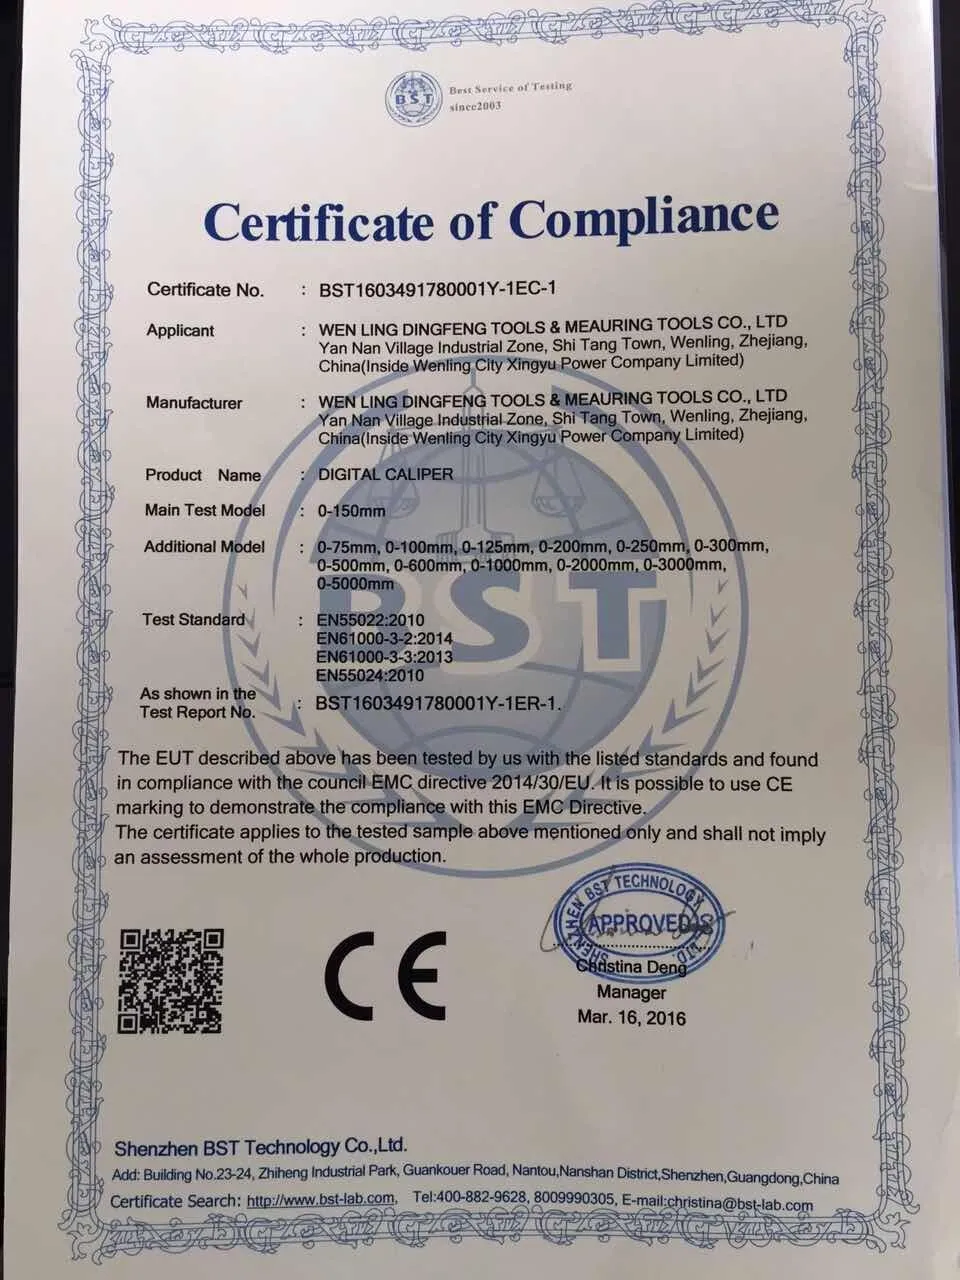 BST
Best Service of Testing
since2003
Certificate of Compliance
Certificate No. : BST1603491780001Y-1EC-1
Applicant : WEN LING DINGFENG TOOLS & MEAURING TOOLS CO., LTD
Yan Nan Village Industrial Zone, Shi Tang Town, Wenling, Zhejiang,
China(Inside Wenling City Xingyu Power Company Limited)
Manufacturer : WEN LING DINGFENG TOOLS & MEAURING TOOLS CO., LTD
Yan Nan Village Industrial Zone, Shi Tang Town, Wenling, Zhejiang,
China(Inside Wenling City Xingyu Power Company Limited)
Product Name : DIGITAL CALIPER
Main Test Model : 0-150mm
Additional Model : 0-75mm, 0-100mm, 0-125mm, 0-200mm, 0-250mm, 0-300mm,
0-500mm, 0-600mm, 0-1000mm, 0-2000mm, 0-3000mm,
0-5000mm
BST
Test Standard : EN55022:2010
EN61000-3-2:2014
EN61000-3-3:2013
EN55024:2010
As shown in the
Test Report No. : BST1603491780001Y-1ER-1.
The EUT described above has been tested by us with the listed standards and found
in compliance with the council EMC directive 2014/30/EU. It is possible to use CE
marking to demonstrate the compliance with this EMC Directive.
The certificate applies to the tested sample above mentioned only and shall not imply
an assessment of the whole production.
CE
SHENZHEN BST TECHNOLOGY LTD
APPROVED
Christina Deng
Manager
Mar. 16, 2016
Shenzhen BST Technology Co.,Ltd.
Add: Building No.23-24, Zhiheng Industrial Park, Guankouer Road, Nantou,Nanshan District,Shenzhen,Guangdong,China
Certificate Search: http://www.bst-lab.com, Tel:400-882-9628, 8009990305, E-mail:christina@bst-lab.com